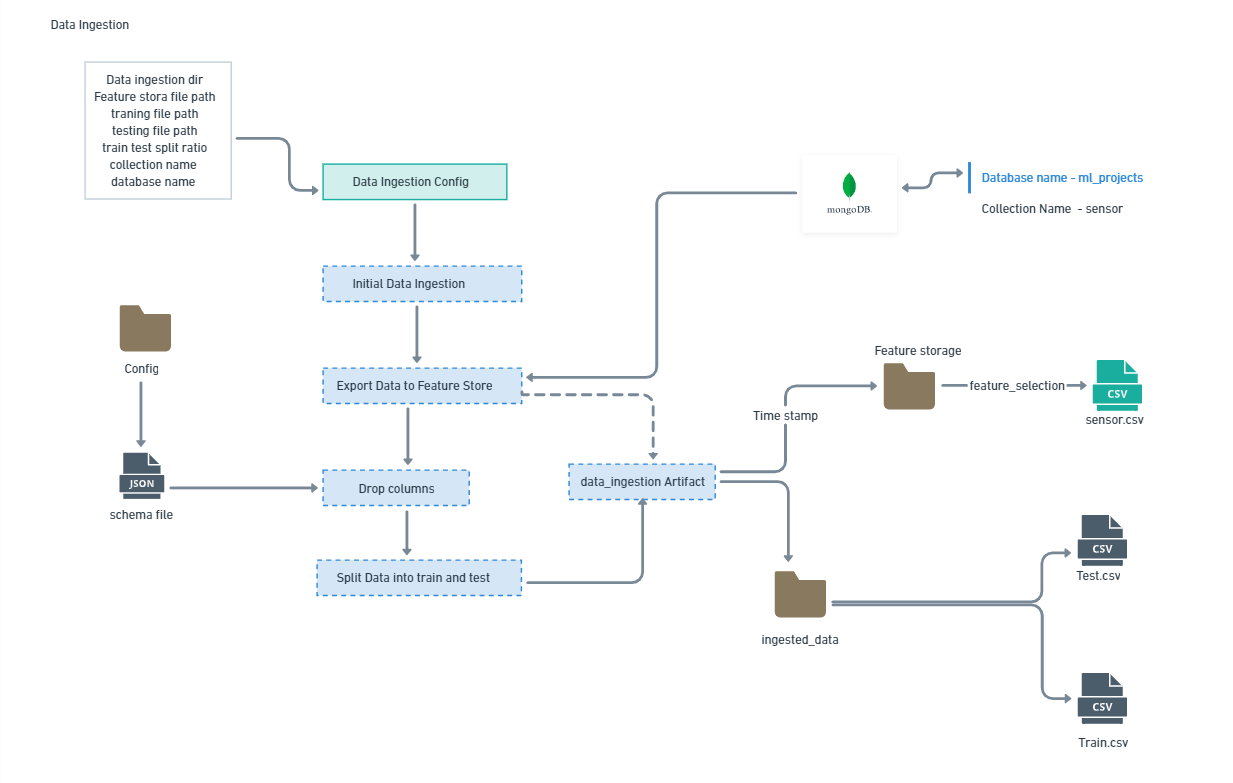 Data Ingestion
Data ingestion dir
Feature stora file path
traning file path
testing file path
train test split ratio
collection name
database name
Data Ingestion Config
mongoDB.
Database name - ml_projects
Collection Name - sensor
Initial Data Ingestion
Config
Export Data to Feature Store
Feature storage
feature_selection
CSV
sensor.csv
Time stamp
JSON
schema file
Drop columns
data_ingestion Artifact
Split Data into train and test
CSV
Test.csv
ingested_data
CSV
Train.csv